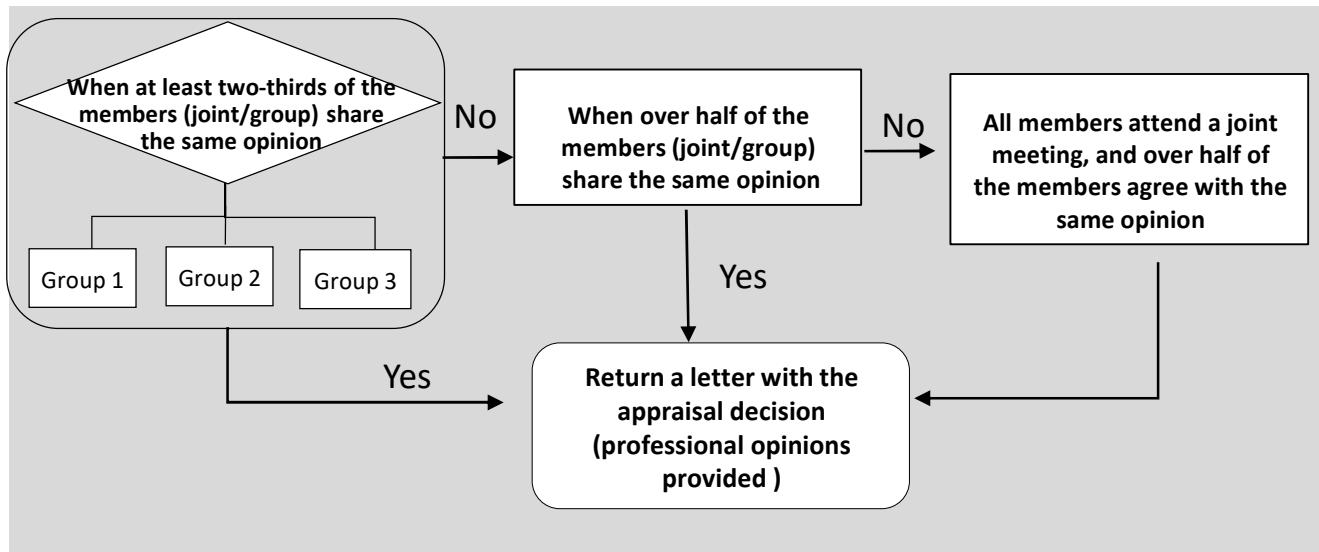 When at least two-thirds of the
members (joint/group) share
the same opinion
Group 1
Group 2
Group 3
No
When over half of the
members (joint/group)
share the same opinion
No
All members attend a joint
meeting, and over half of
the members agree with the
same opinion
Yes
Yes
Return a letter with the
appraisal decision
(professional opinions
provided )